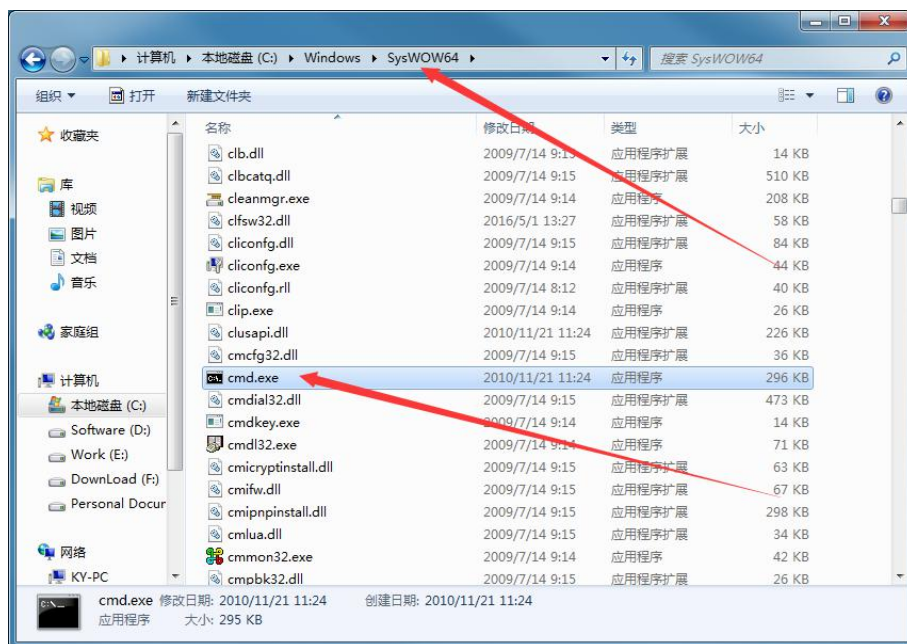 计算机 本地磁盘 (C:) Windows SysWOW64 搜索 SysWOW64
组织 打开 新建文件夹
收藏夹
库
视频
图片
文档
音乐
家庭组
计算机
本地磁盘 (C:)
Software (D:)
Work (E:)
DownLoad (F:)
Personal Docur
网络
KY-PC
名称 修改日期 类型 大小
clb.dll 2009/7/14 9:15 应用程序扩展 14 KB
clbcatq.dll 2009/7/14 9:15 应用程序扩展 510 KB
cleanmgr.exe 2009/7/14 9:14 应用程序 208 KB
clfsw32.dll 2016/5/1 13:27 应用程序扩展 58 KB
cliconfg.dll 2009/7/14 9:15 应用程序扩展 84 KB
cliconfg.exe 2009/7/14 9:14 应用程序 44 KB
cliconfg.rll 2009/7/14 8:12 应用程序扩展 40 KB
clip.exe 2009/7/14 9:14 应用程序 26 KB
clusapi.dll 2010/11/21 11:24 应用程序扩展 226 KB
cmcfg32.dll 2009/7/14 9:15 应用程序扩展 36 KB
cmd.exe 2010/11/21 11:24 应用程序 296 KB
cmdial32.dll 2009/7/14 9:15 应用程序扩展 473 KB
cmdkey.exe 2009/7/14 9:14 应用程序 14 KB
cmdl32.exe 2009/7/14 9:14 应用程序 71 KB
cmicryptinstall.dll 2009/7/14 9:15 应用程序扩展 63 KB
cmifw.dll 2009/7/14 9:15 应用程序扩展 67 KB
cmipnpinstall.dll 2009/7/14 9:15 应用程序扩展 298 KB
cmlua.dll 2009/7/14 9:15 应用程序扩展 34 KB
cmmon32.exe 2009/7/14 9:14 应用程序 42 KB
cmpbk32.dll 2009/7/14 9:15 应用程序扩展 26 KB
cmd.exe 修改日期: 2010/11/21 11:24 创建日期: 2010/11/21 11:24
应用程序 大小: 295 KB